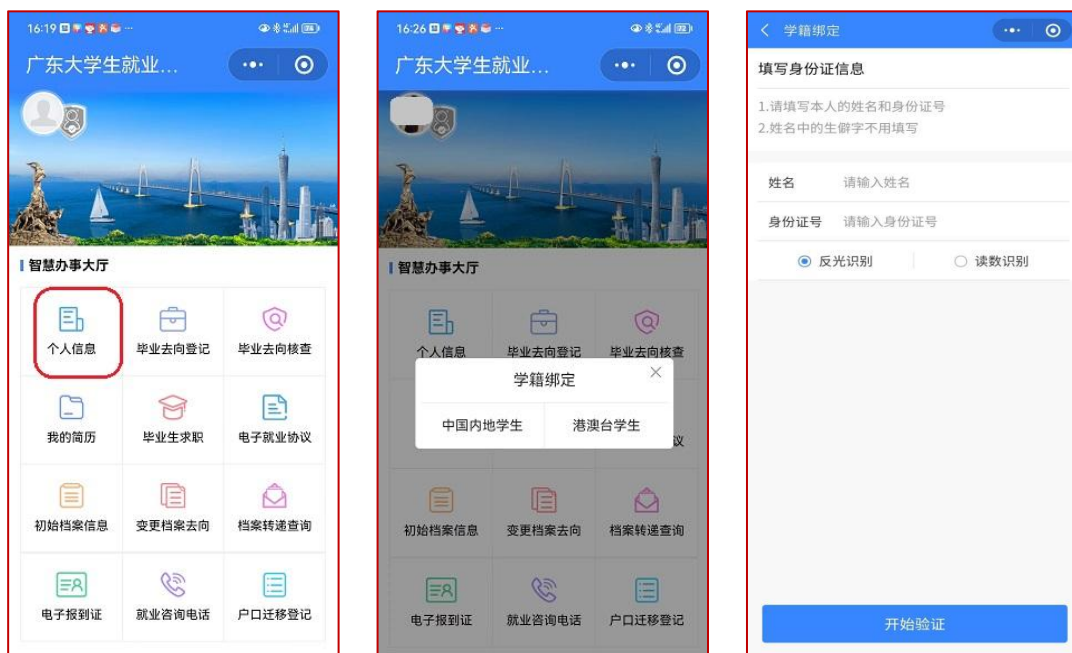 16:19
广东大学生就业...
智慧办事大厅
个人信息
毕业去向登记
毕业去向核查
我的简历
毕业生求职
电子就业协议
初始档案信息
变更档案去向
档案转递查询
电子报到证
就业咨询电话
户口迁移登记
16:26
广东大学生就业...
智慧办事大厅
个人信息
毕业去向登记
毕业去向核查
学籍绑定
中国内地学生
港澳台学生
议
初始档案信息
变更档案去向
档案转递查询
电子报到证
就业咨询电话
户口迁移登记
学籍绑定
填写身份证信息
1.请填写本人的姓名和身份证号
2.姓名中的生僻字不用填写
姓名 请输入姓名
身份证号 请输入身份证号
反光识别 读数识别
开始验证